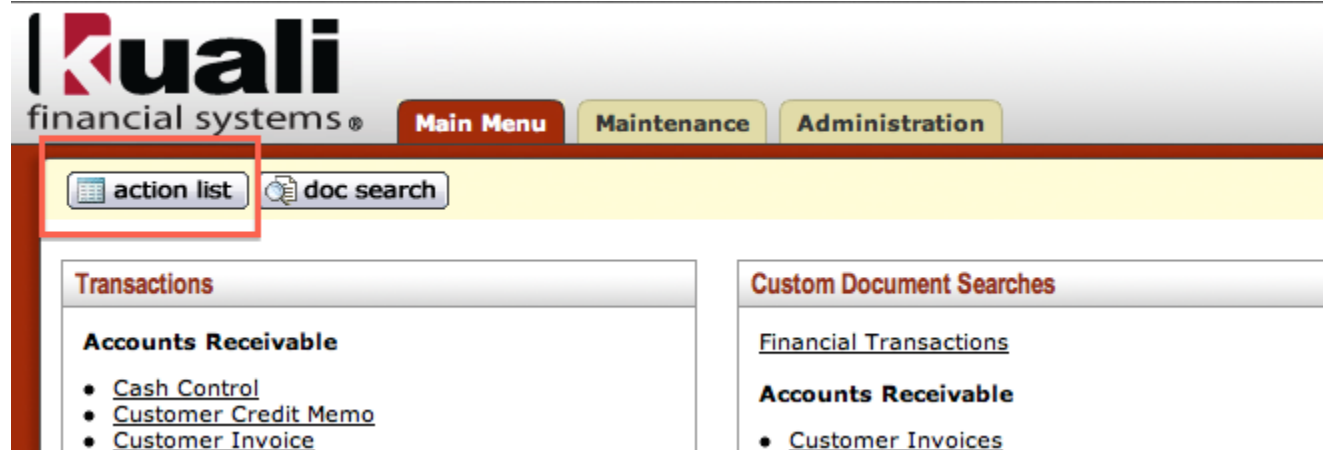 kuali
financial systems®
Main Menu Maintenance Administration
action list doc search
Transactions
Accounts Receivable
• Cash Control
• Customer Credit Memo
• Customer Invoice
Custom Document Searches
Financial Transactions
Accounts Receivable
• Customer Invoices